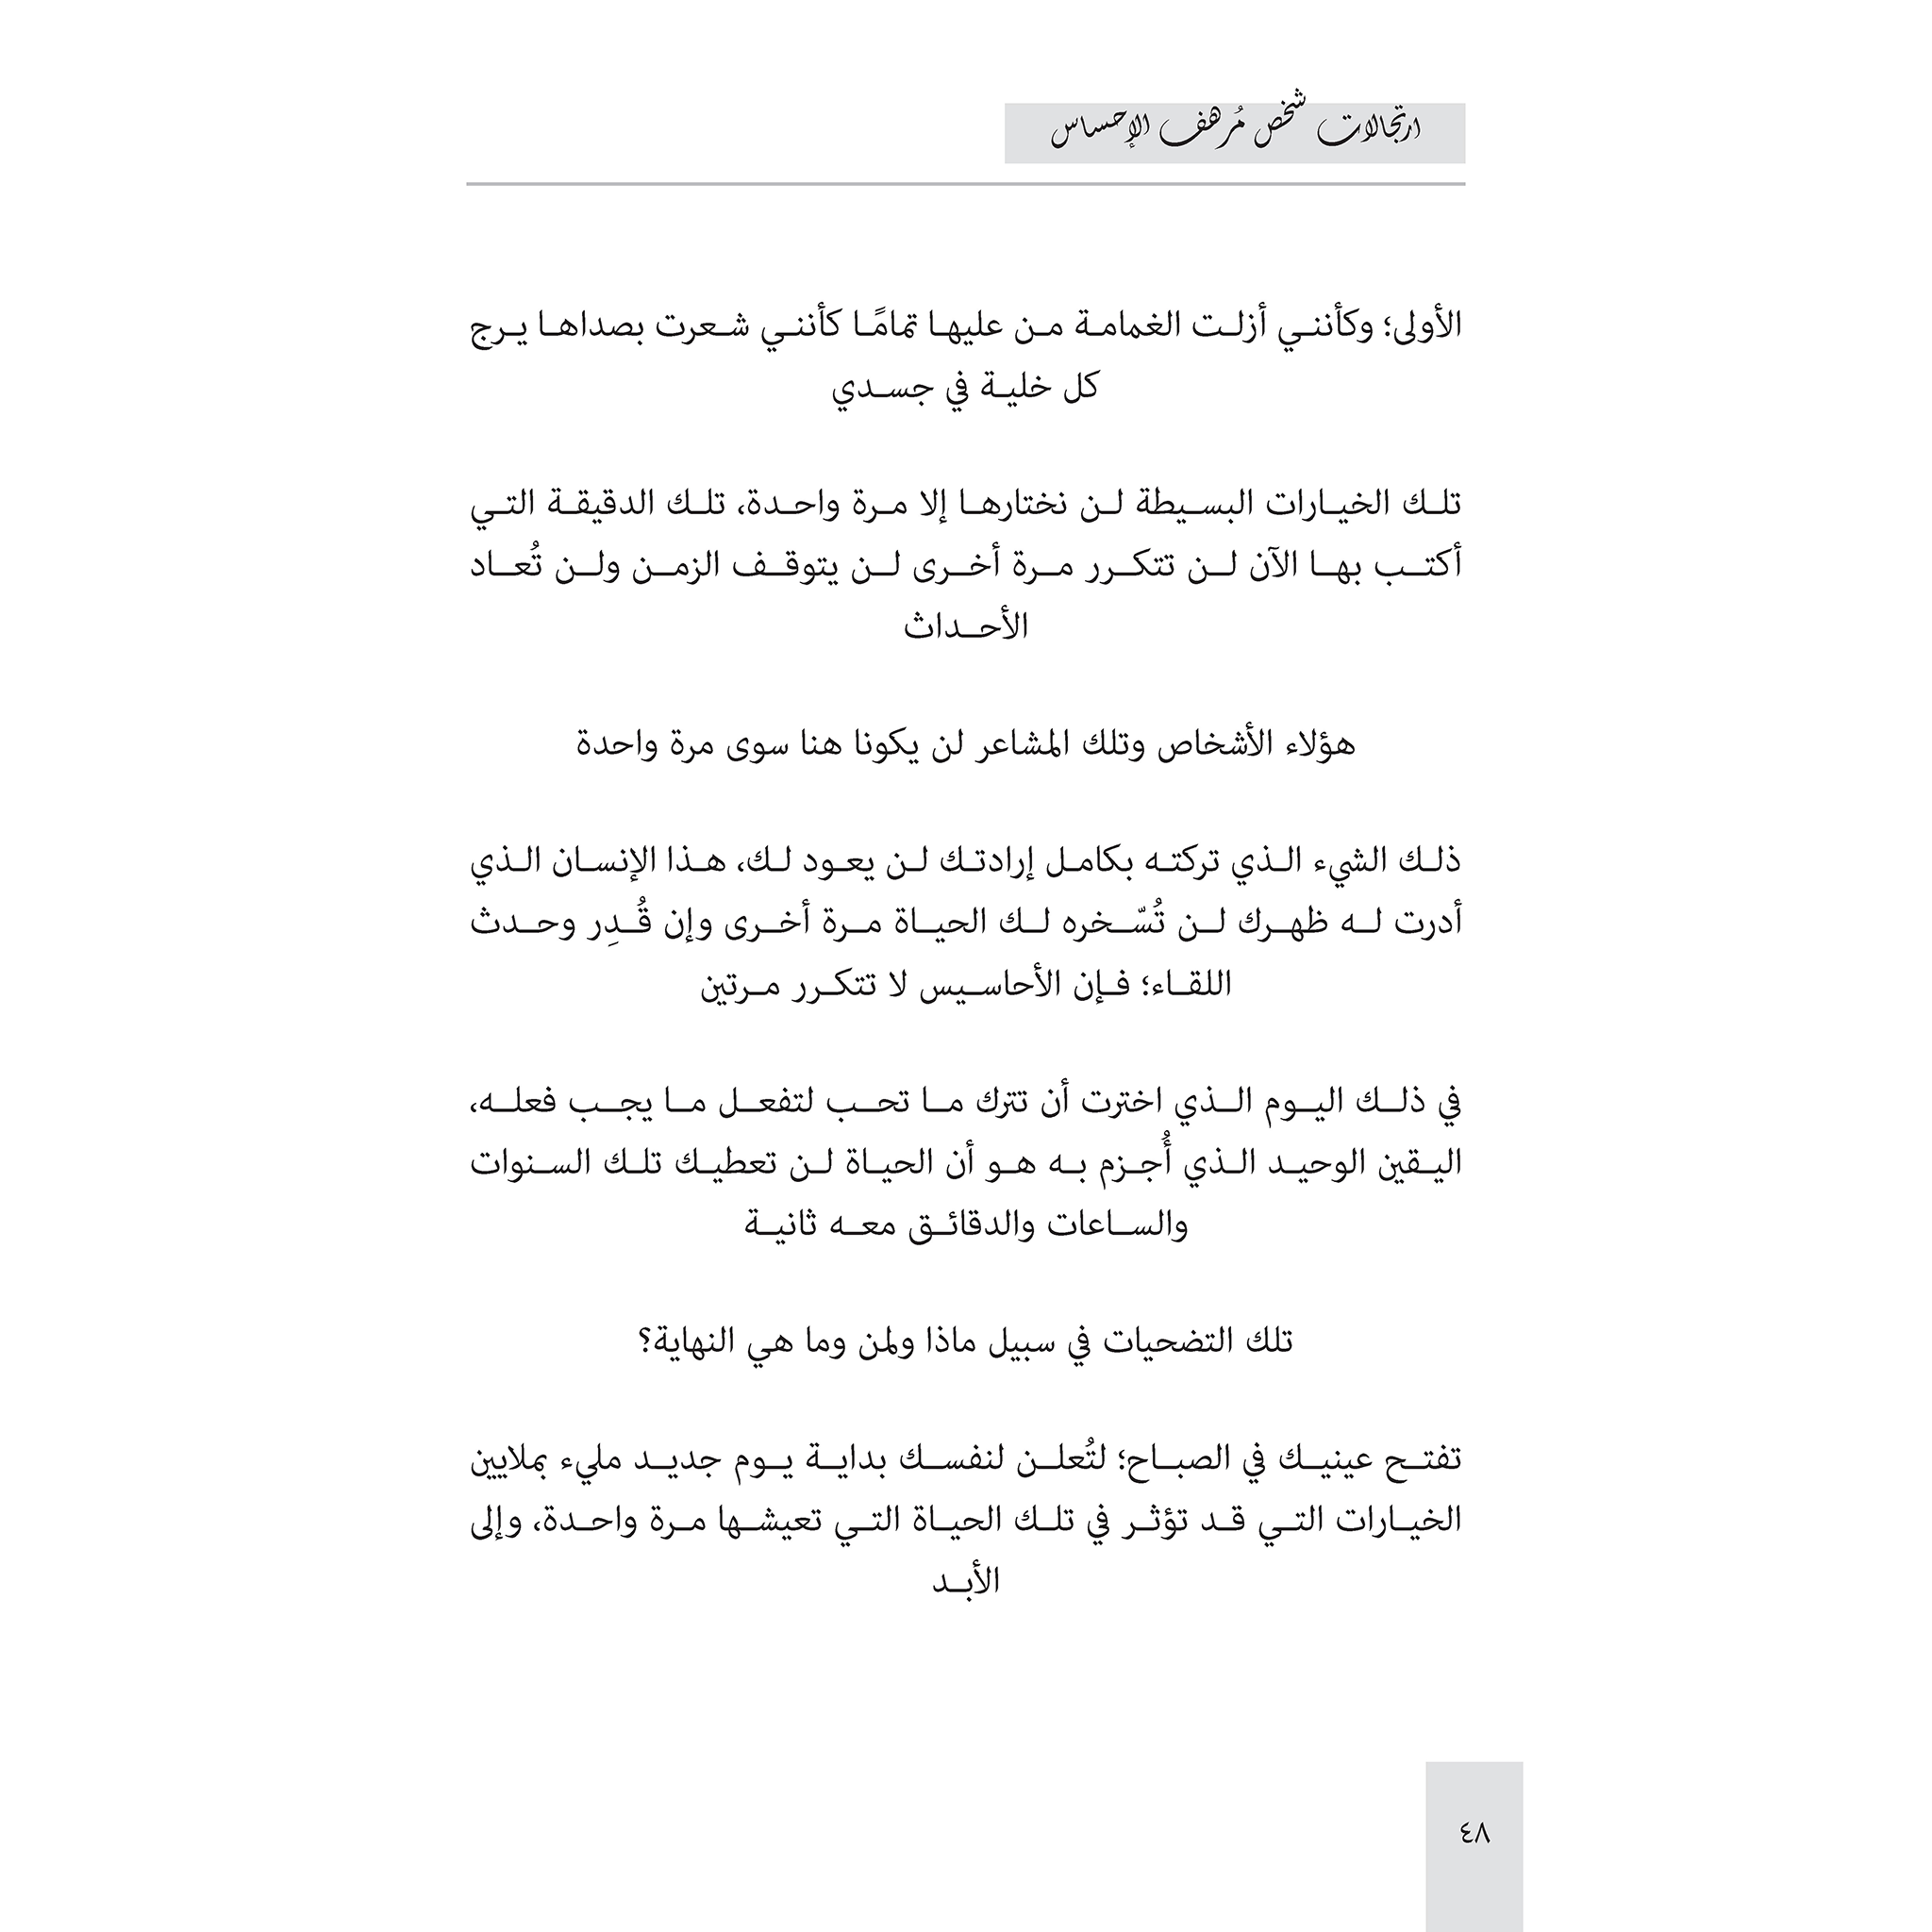 ارتجالات شخص مُرهف الإحساس
الأولى؛ وكأنني أزلت الغمامة من عليها تمامًا كأنني شعرت بصداها يرج
كل خلية في جسدي
تلك الخيارات البسيطة لن نختارها إلا مرة واحدة، تلك الدقيقة التي
أكتب بها الآن لن تتكرر مرة أخرى لن يتوقف الزمن ولن تُعاد
الأحداث
هؤلاء الأشخاص وتلك المشاعر لن يكونا هنا سوى مرة واحدة
ذلك الشيء الذي تركته بكامل إرادتك لن يعود لك، هذا الإنسان الذي
أدرت له ظهرك لن تُسّخره لك الحياة مرة أخرى وإن قُدِر وحدث
اللقاء؛ فإن الأحاسيس لا تتكرر مرتين
في ذلك اليوم الذي اخترت أن تترك ما تحب لتفعل ما يجب فعله،
اليقين الوحيد الذي أُجزم به هو أن الحياة لن تعطيك تلك السنوات
والساعات والدقائق معه ثانية
تلك التضحيات في سبيل ماذا ولمن وما هي النهاية؟
تفتح عينيك في الصباح؛ لتُعلن لنفسك بداية يوم جديد مليء بملايين
الخيارات التي قد تؤثر في تلك الحياة التي تعيشها مرة واحدة، وإلى
الأبد
٤٨